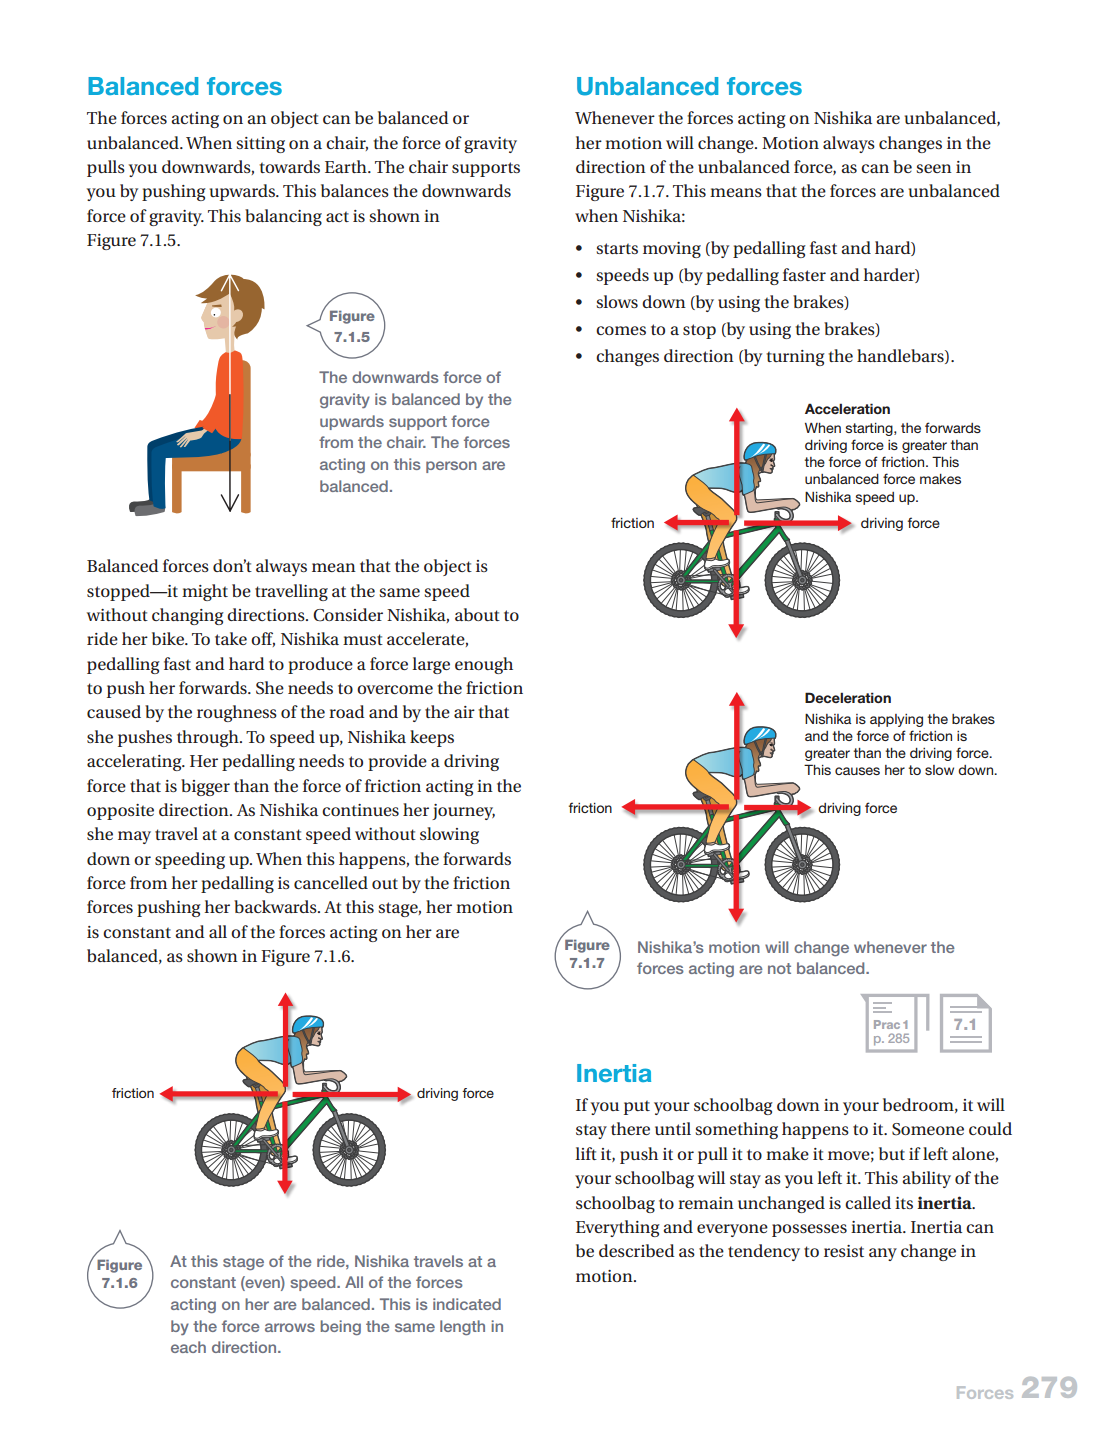 Balanced forces
The forces acting on an object can be balanced or
unbalanced. When sitting on a chair, the force of gravity
pulls you downwards, towards Earth. The chair supports
you by pushing upwards. This balances the downwards
force of gravity. This balancing act is shown in
Figure 7.1.5.
Figure
7.1.5
The downwards force of
gravity is balanced by the
upwards support force
from the chair. The forces
acting on this person are
balanced.
Balanced forces don’t always mean that the object is
stopped—it might be travelling at the same speed
without changing directions. Consider Nishika, about to
ride her bike. To take off, Nishika must accelerate,
pedalling fast and hard to produce a force large enough
to push her forwards. She needs to overcome the friction
caused by the roughness of the road and by the air that
she pushes through. To speed up, Nishika keeps
accelerating. Her pedalling needs to provide a driving
force that is bigger than the force of friction acting in the
opposite direction. As Nishika continues her journey,
she may travel at a constant speed without slowing
down or speeding up. When this happens, the forwards
force from her pedalling is cancelled out by the friction
forces pushing her backwards. At this stage, her motion
is constant and all of the forces acting on her are
balanced, as shown in Figure 7.1.6.
friction
driving force
Figure
7.1.6
At this stage of the ride, Nishika travels at a
constant (even) speed. All of the forces
acting on her are balanced. This is indicated
by the force arrows being the same length in
each direction.
Unbalanced forces
Whenever the forces acting on Nishika are unbalanced,
her motion will change. Motion always changes in the
direction of the unbalanced force, as can be seen in
Figure 7.1.7. This means that the forces are unbalanced
when Nishika:
• starts moving (by pedalling fast and hard)
• speeds up (by pedalling faster and harder)
• slows down (by using the brakes)
• comes to a stop (by using the brakes)
• changes direction (by turning the handlebars).
Acceleration
When starting, the forwards
driving force is greater than
the force of friction. This
unbalanced force makes
Nishika speed up.
friction
driving force
Deceleration
Nishika is applying the brakes
and the force of friction is
greater than the driving force.
This causes her to slow down.
friction
driving force
Figure
7.1.7
Nishika’s motion will change whenever the
forces acting are not balanced.
Prac 1
p. 285
7.1
Inertia
If you put your schoolbag down in your bedroom, it will
stay there until something happens to it. Someone could
lift it, push it or pull it to make it move; but if left alone,
your schoolbag will stay as you left it. This ability of the
schoolbag to remain unchanged is called its inertia.
Everything and everyone possesses inertia. Inertia can
be described as the tendency to resist any change in
motion.
Forces 279